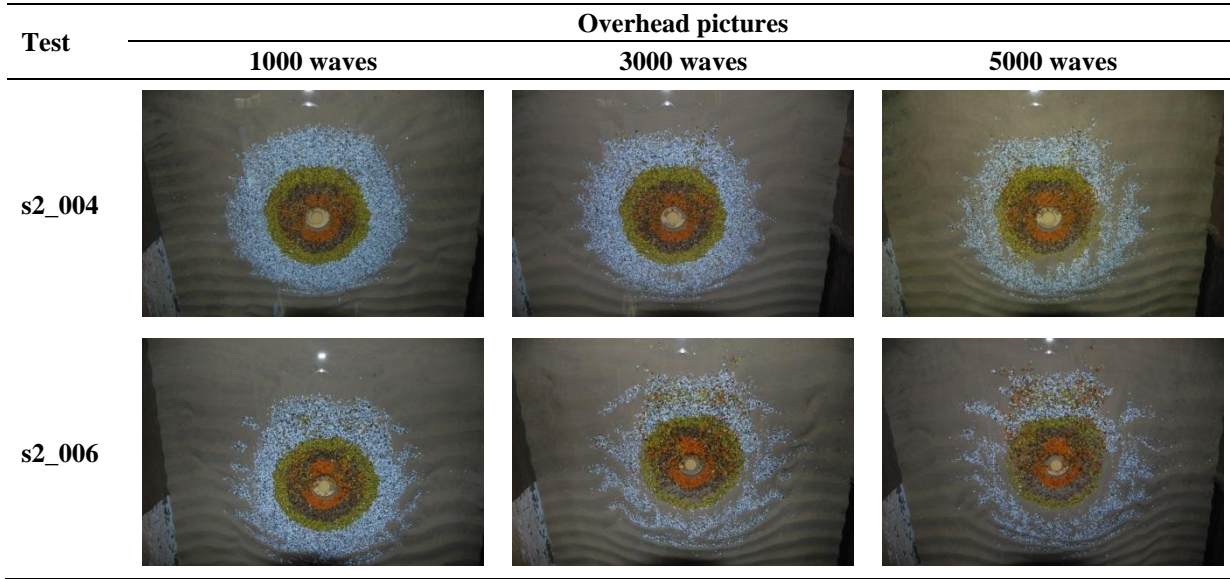 Test
Overhead pictures
1000 waves
3000 waves
5000 waves
s2_004
s2_006